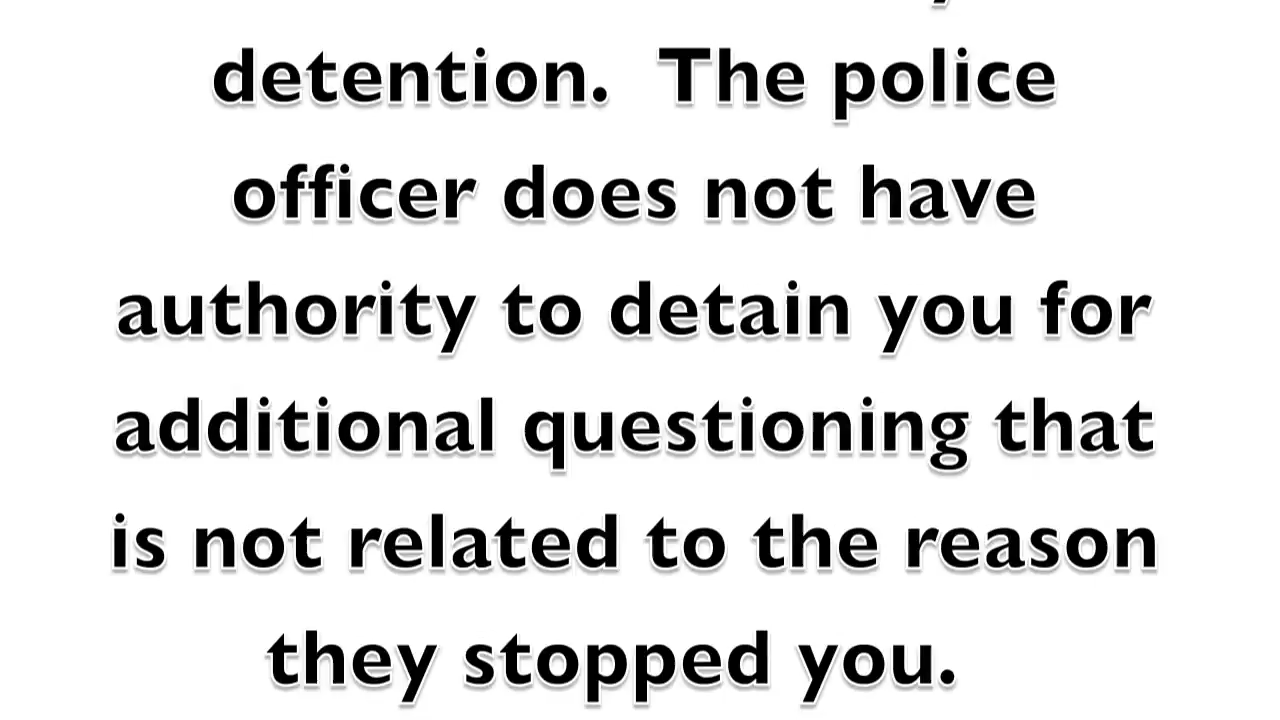 detention.  The police
officer does not have
authority to detain you for
additional questioning that
is not related to the reason
they stopped you.